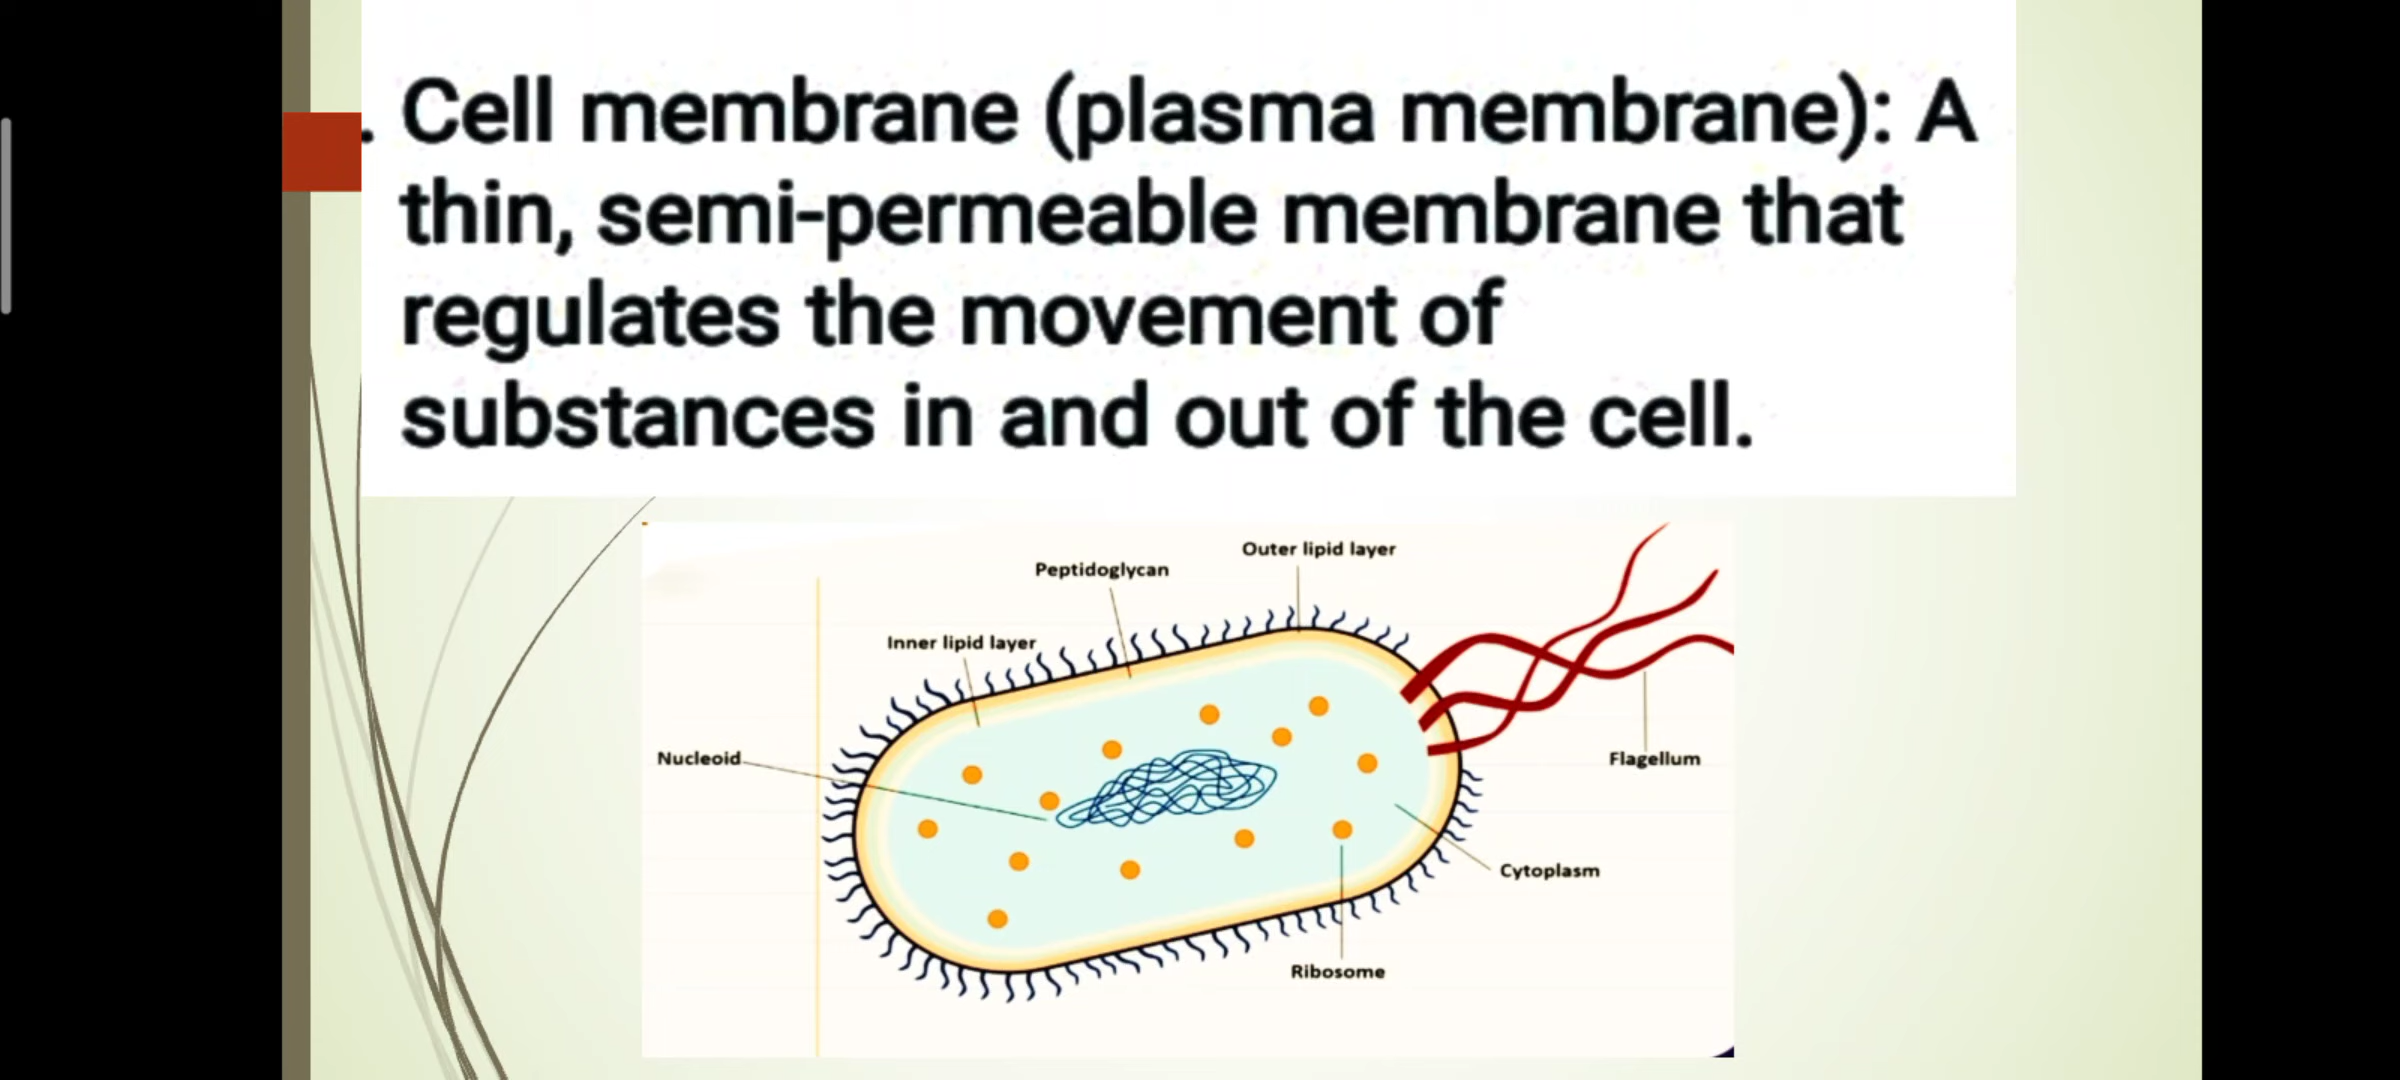 . Cell membrane (plasma membrane): A
thin, semi-permeable membrane that
regulates the movement of
substances in and out of the cell.
Outer lipid layer
Peptidoglycan
Inner lipid layer
Nucleoid
Flagellum
Cytoplasm
Ribosome